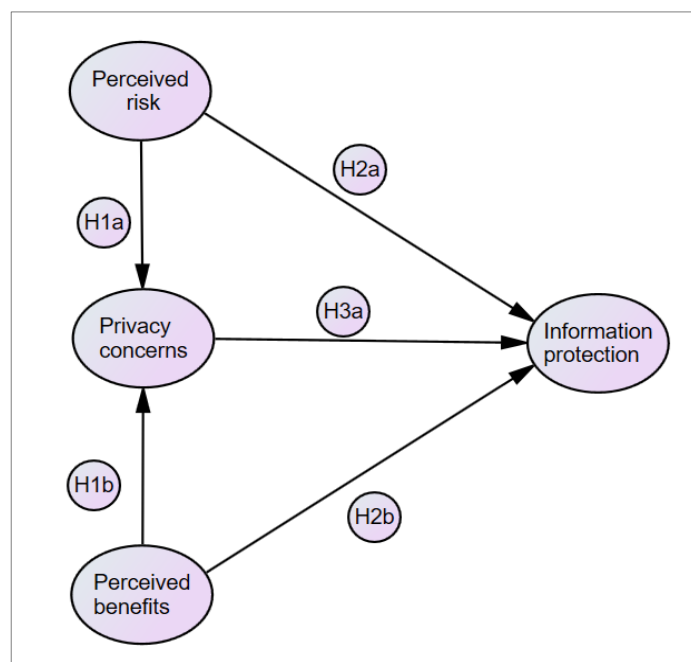 Perceived
risk
H2a
H1a
H3a
Privacy
concerns
Information
protection
H1b
H2b
Perceived
benefits